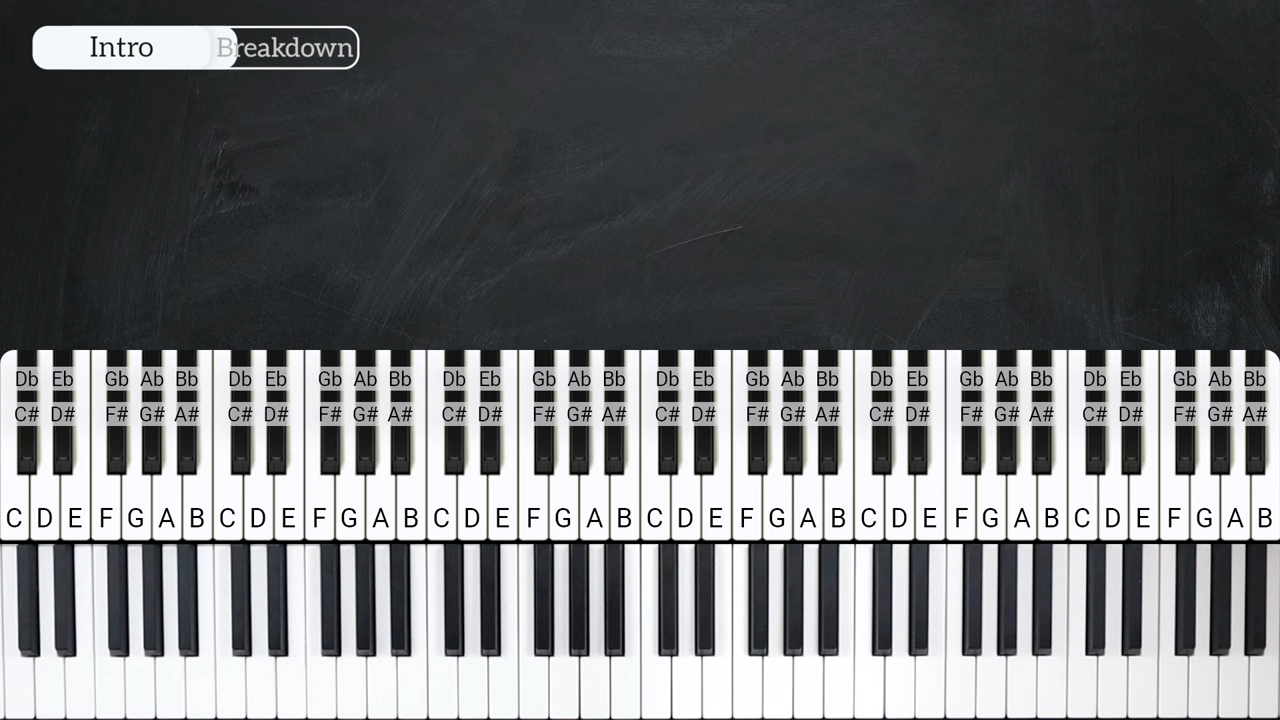 Intro Breakdown
Db Eb Gb Ab Bb Db Eb Gb Ab Bb Db Eb Gb Ab Bb Db Eb Gb Ab Bb Db Eb Gb Ab Bb Db Eb Gb Ab Bb
C# D# F# G# A# C# D# F# G# A# C# D# F# G# A# C# D# F# G# A# C# D# F# G# A# C# D# F# G# A#
C D E F G A B C D E F G A B C D E F G A B C D E F G A B C D E F G A B C D E F G A B